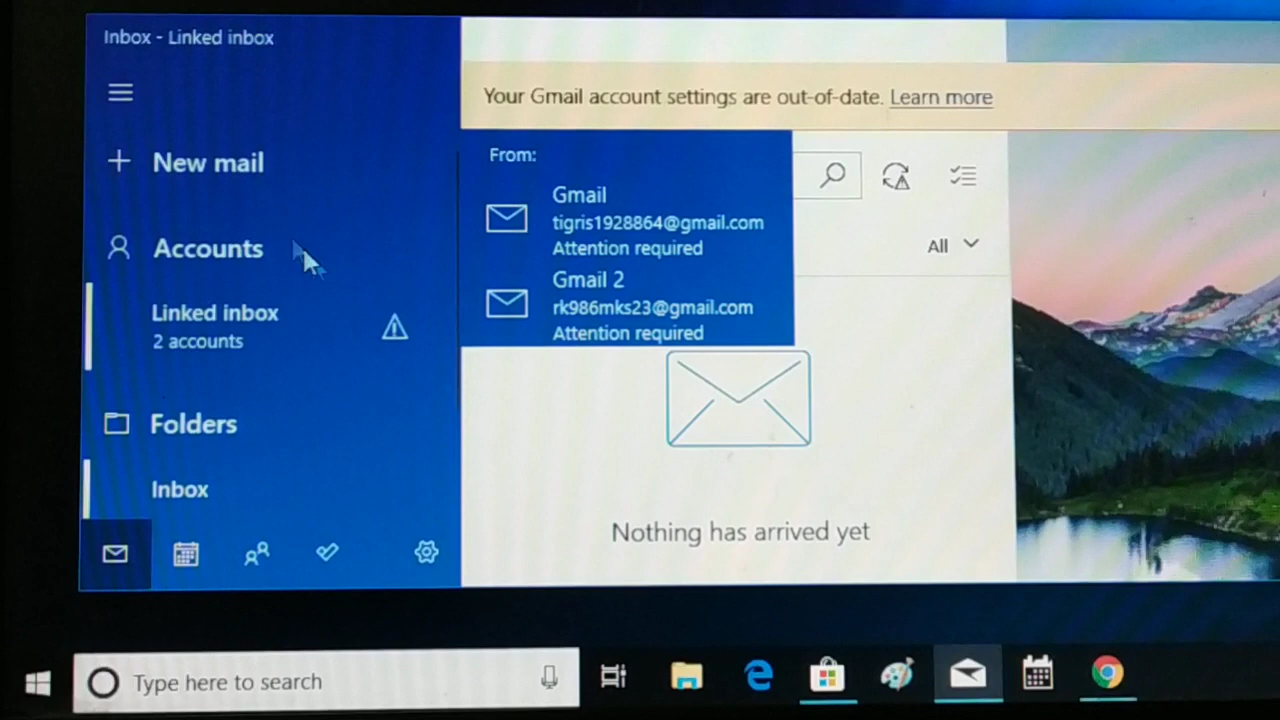 Inbox - Linked inbox
Your Gmail account settings are out-of-date. Learn more
New mail
Accounts
Linked inbox
2 accounts
Folders
Inbox
From:
Gmail
tigris1928864@gmail.com
Attention required
Gmail 2
rk986mks23@gmail.com
Attention required
All
Nothing has arrived yet
Type here to search